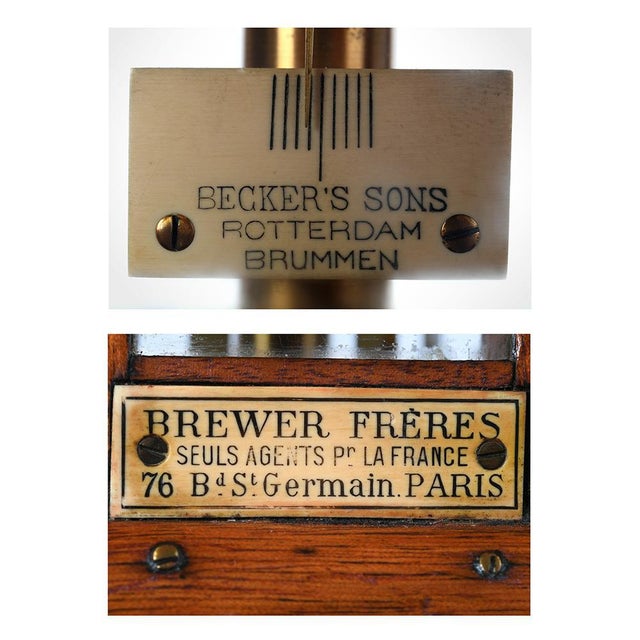 BECKER'S SONS
ROTTERDAM
BRUMMEN
BREWER FRÈRES
SEULS AGENTS Pr LA FRANCE
76 Bd St Germain. PARIS